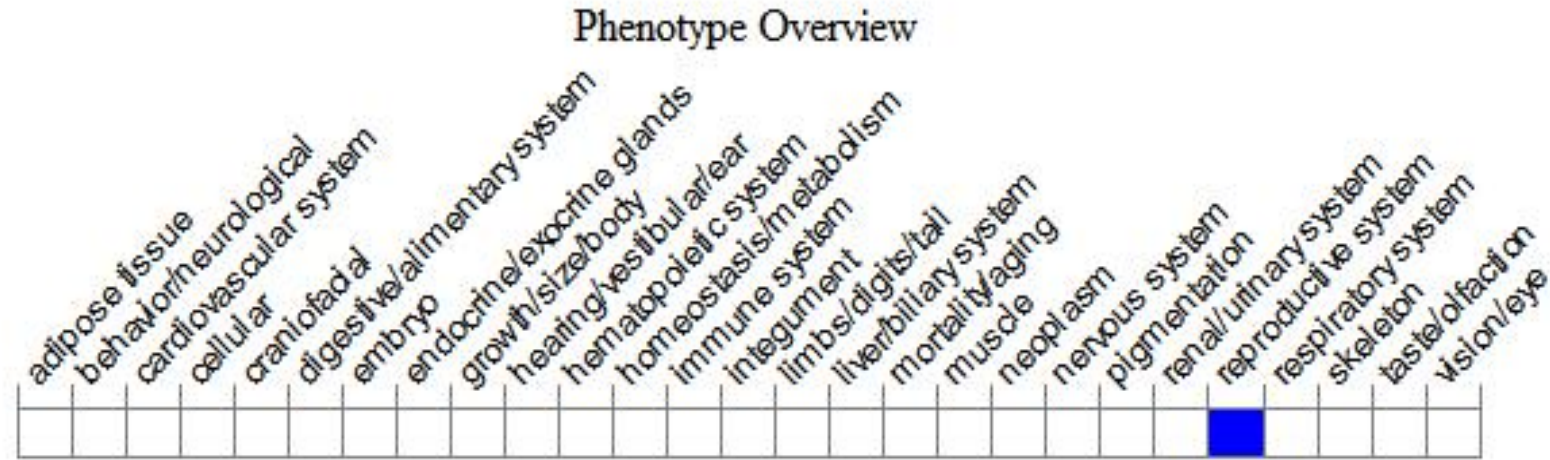 Phenotype Overview
adipose tissue
behavior/neurological
cardiovascular system
cellular
craniofacial
digestive/alimentary system
embryo
endocrine/exocrine glands
growth/size/body
hearing/vestibular/ear
hematopoietic system
homeostasis/metabolism
immune system
integument
limbs/digits/tail
liver/biliary system
mortality/aging
muscle
neoplasm
nervous system
pigmentation
renal/urinary system
reproductive system
respiratory system
skeleton
taste/olfaction
vision/eye